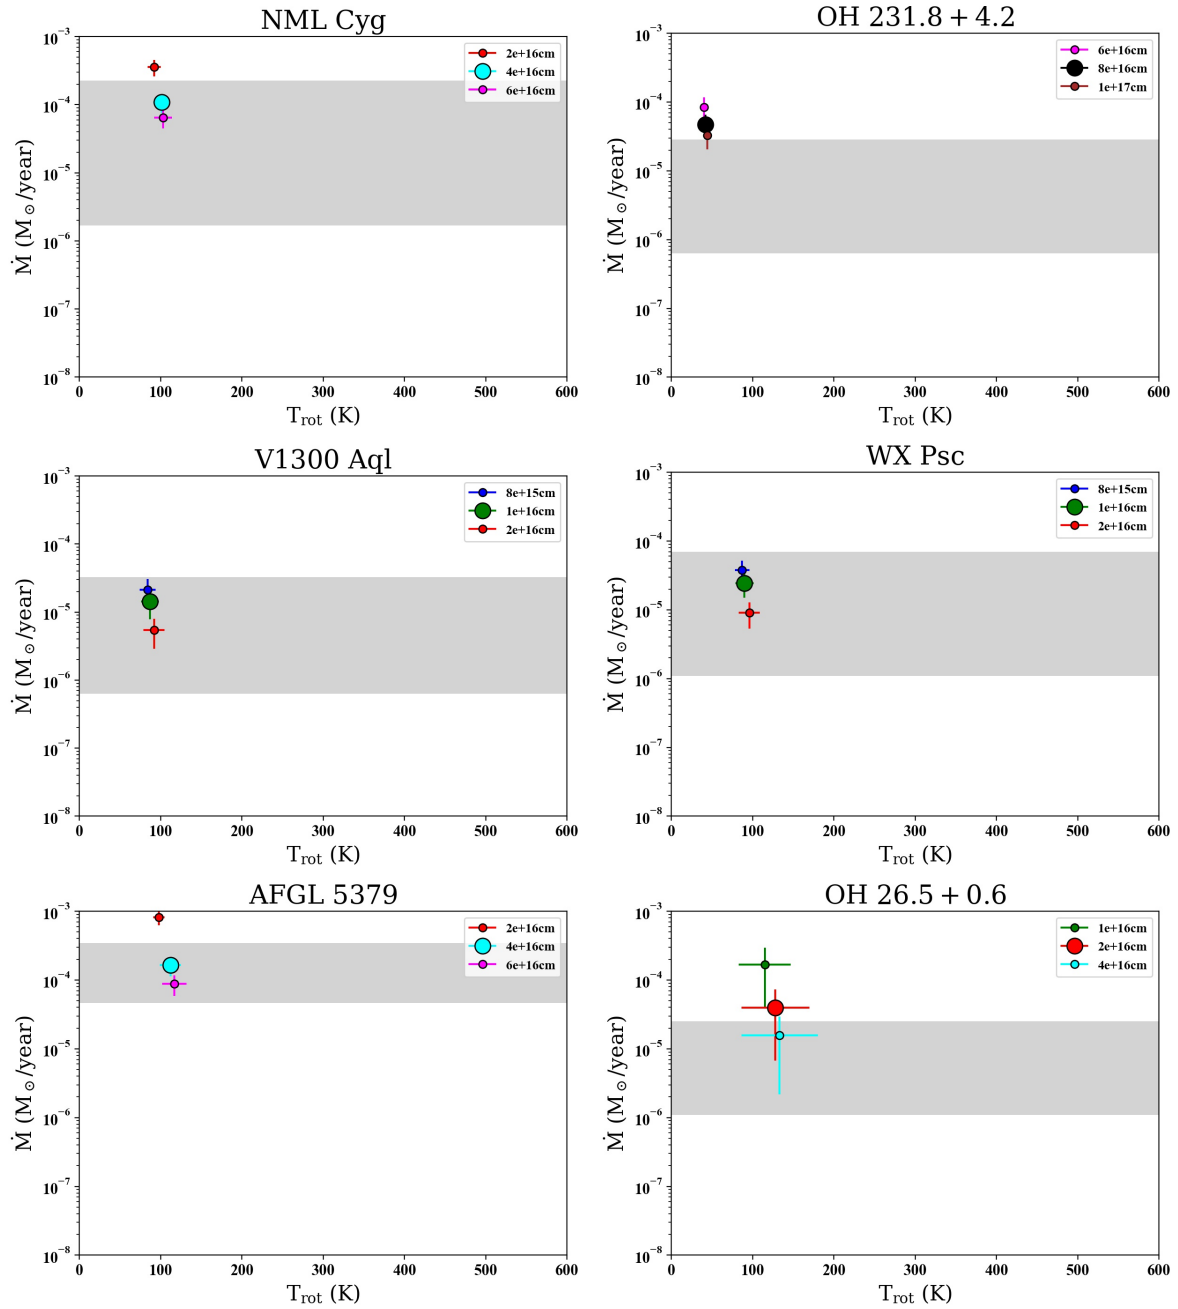 NML Cyg
10⁻³
10⁻⁴
10⁻⁵
10⁻⁶
10⁻⁷
10⁻⁸
Ṁ (M⊙/year)
0 100 200 300 400 500 600
T_rot (K)
2e+16cm
4e+16cm
6e+16cm
OH 231.8 + 4.2
10⁻³
10⁻⁴
10⁻⁵
10⁻⁶
10⁻⁷
10⁻⁸
Ṁ (M⊙/year)
0 100 200 300 400 500 600
T_rot (K)
6e+16cm
8e+16cm
1e+17cm
V1300 Aql
10⁻³
10⁻⁴
10⁻⁵
10⁻⁶
10⁻⁷
10⁻⁸
Ṁ (M⊙/year)
0 100 200 300 400 500 600
T_rot (K)
8e+15cm
1e+16cm
2e+16cm
WX Psc
10⁻³
10⁻⁴
10⁻⁵
10⁻⁶
10⁻⁷
10⁻⁸
Ṁ (M⊙/year)
0 100 200 300 400 500 600
T_rot (K)
8e+15cm
1e+16cm
2e+16cm
AFGL 5379
10⁻³
10⁻⁴
10⁻⁵
10⁻⁶
10⁻⁷
10⁻⁸
Ṁ (M⊙/year)
0 100 200 300 400 500 600
T_rot (K)
2e+16cm
4e+16cm
6e+16cm
OH 26.5 + 0.6
10⁻³
10⁻⁴
10⁻⁵
10⁻⁶
10⁻⁷
10⁻⁸
Ṁ (M⊙/year)
0 100 200 300 400 500 600
T_rot (K)
1e+16cm
2e+16cm
4e+16cm